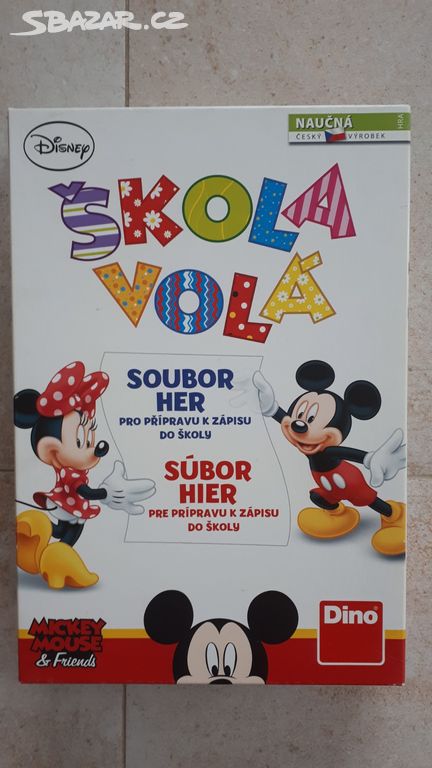 SBAZAR.CZ
Disney
NAUČNÁ
ČESKÝ VÝROBEK
HRA
ŠKOLA
VOLÁ
SOUBOR
HER
PRO PŘÍPRAVU K ZÁPISU
DO ŠKOLY
SÚBOR
HIER
PRE PRÍPRAVU K ZÁPISU
DO ŠKOLY
MICKEY
MOUSE
& Friends
Dino